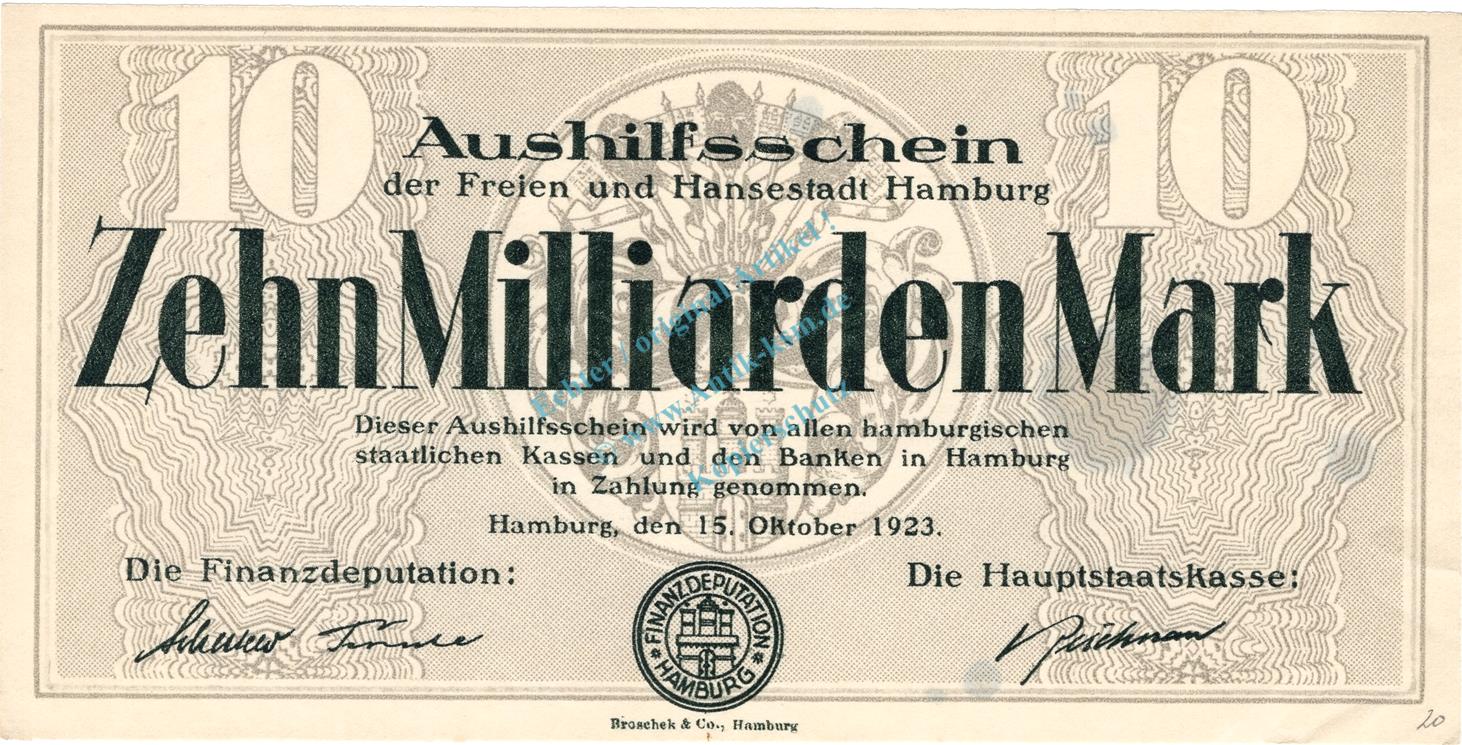 10 10
Aushilfsschein
der Freien und Hansestadt Hamburg
Zehn Milliarden Mark
Dieser Aushilfsschein wird von allen hamburgischen
staatlichen Kassen und den Banken in Hamburg
in Zahlung genommen.
Hamburg, den 15. Oktober 1923.
Die Finanzdeputation:
Die Hauptstaatskasse:
* FINANZDEPUTATION *
HAMBURG
Broschek & Co., Hamburg
20
Echter / original Artikel !
© www.Antik-kam.de
Kopierschutz